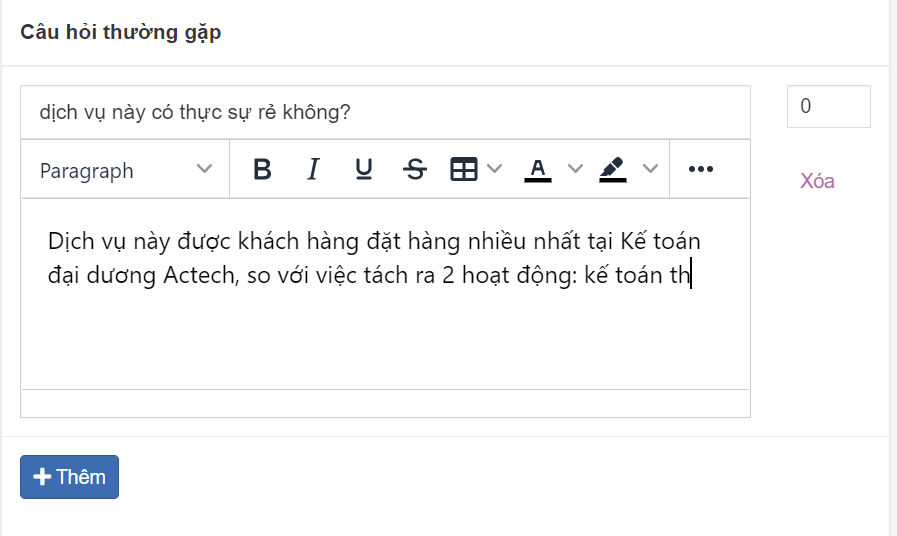 Câu hỏi thường gặp
dịch vụ này có thực sự rẻ không?
0
Paragraph
B I U S A
Xóa
Dịch vụ này được khách hàng đặt hàng nhiều nhất tại Kế toán
đại dương Actech, so với việc tách ra 2 hoạt động: kế toán th
Thêm